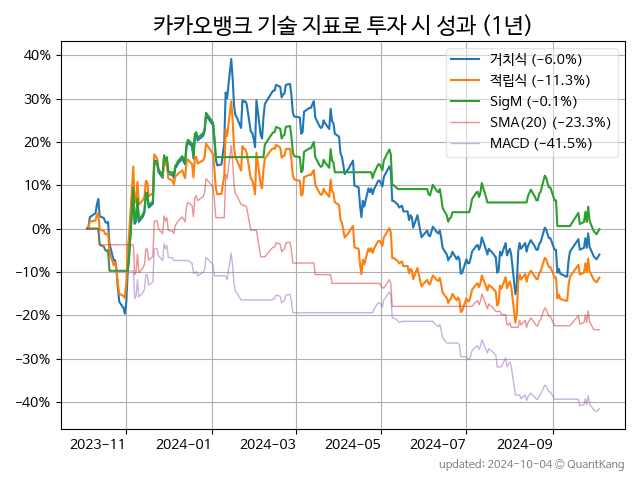 카카오뱅크 기술 지표로 투자 시 성과 (1년)
40%
30%
20%
10%
0%
−10%
−20%
−30%
−40%
거치식 (−6.0%)
적립식 (−11.3%)
SigM (−0.1%)
SMA(20) (−23.3%)
MACD (−41.5%)
2023-11 2024-01 2024-03 2024-05 2024-07 2024-09
updated: 2024-10-04 ⓒ QuantKang